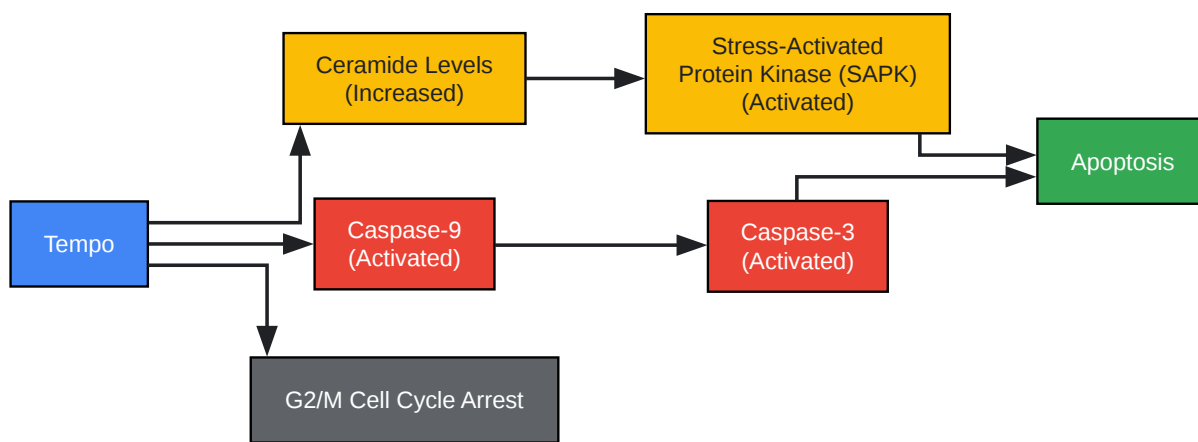 Ceramide Levels
(Increased)
Stress-Activated
Protein Kinase (SAPK)
(Activated)
Apoptosis
Tempo
Caspase-9
(Activated)
Caspase-3
(Activated)
G2/M Cell Cycle Arrest